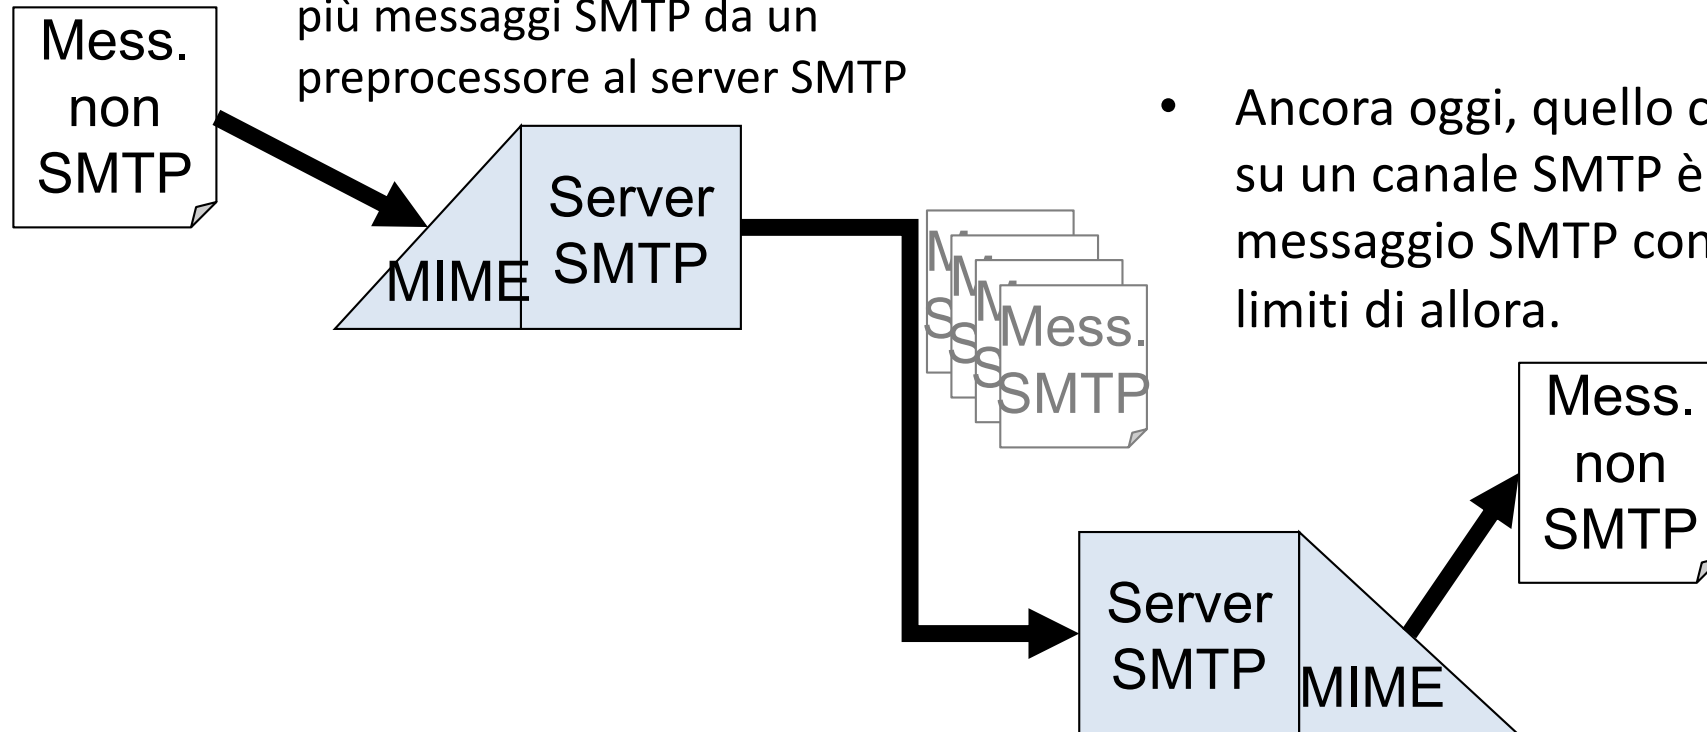 Mess.
non
SMTP
più messaggi SMTP da un
preprocessore al server SMTP
MIME
Server
SMTP
Mess.
SMTP
Ancora oggi, quello
su un canale SMTP è
messaggio SMTP con
limiti di allora.
Mess.
non
SMTP
Server
SMTP
MIME